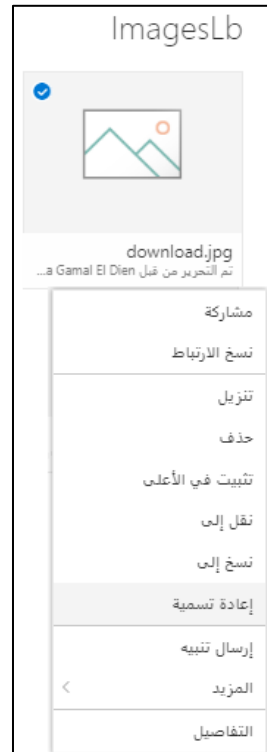 ImagesLb
download.jpg
تم التحرير من قبل a Gamal El Dien...
مشاركة
نسخ الارتباط
تنزيل
حذف
تثبيت في الأعلى
نقل إلى
نسخ إلى
إعادة تسمية
إرسال تنبيه
المزيد
التفاصيل